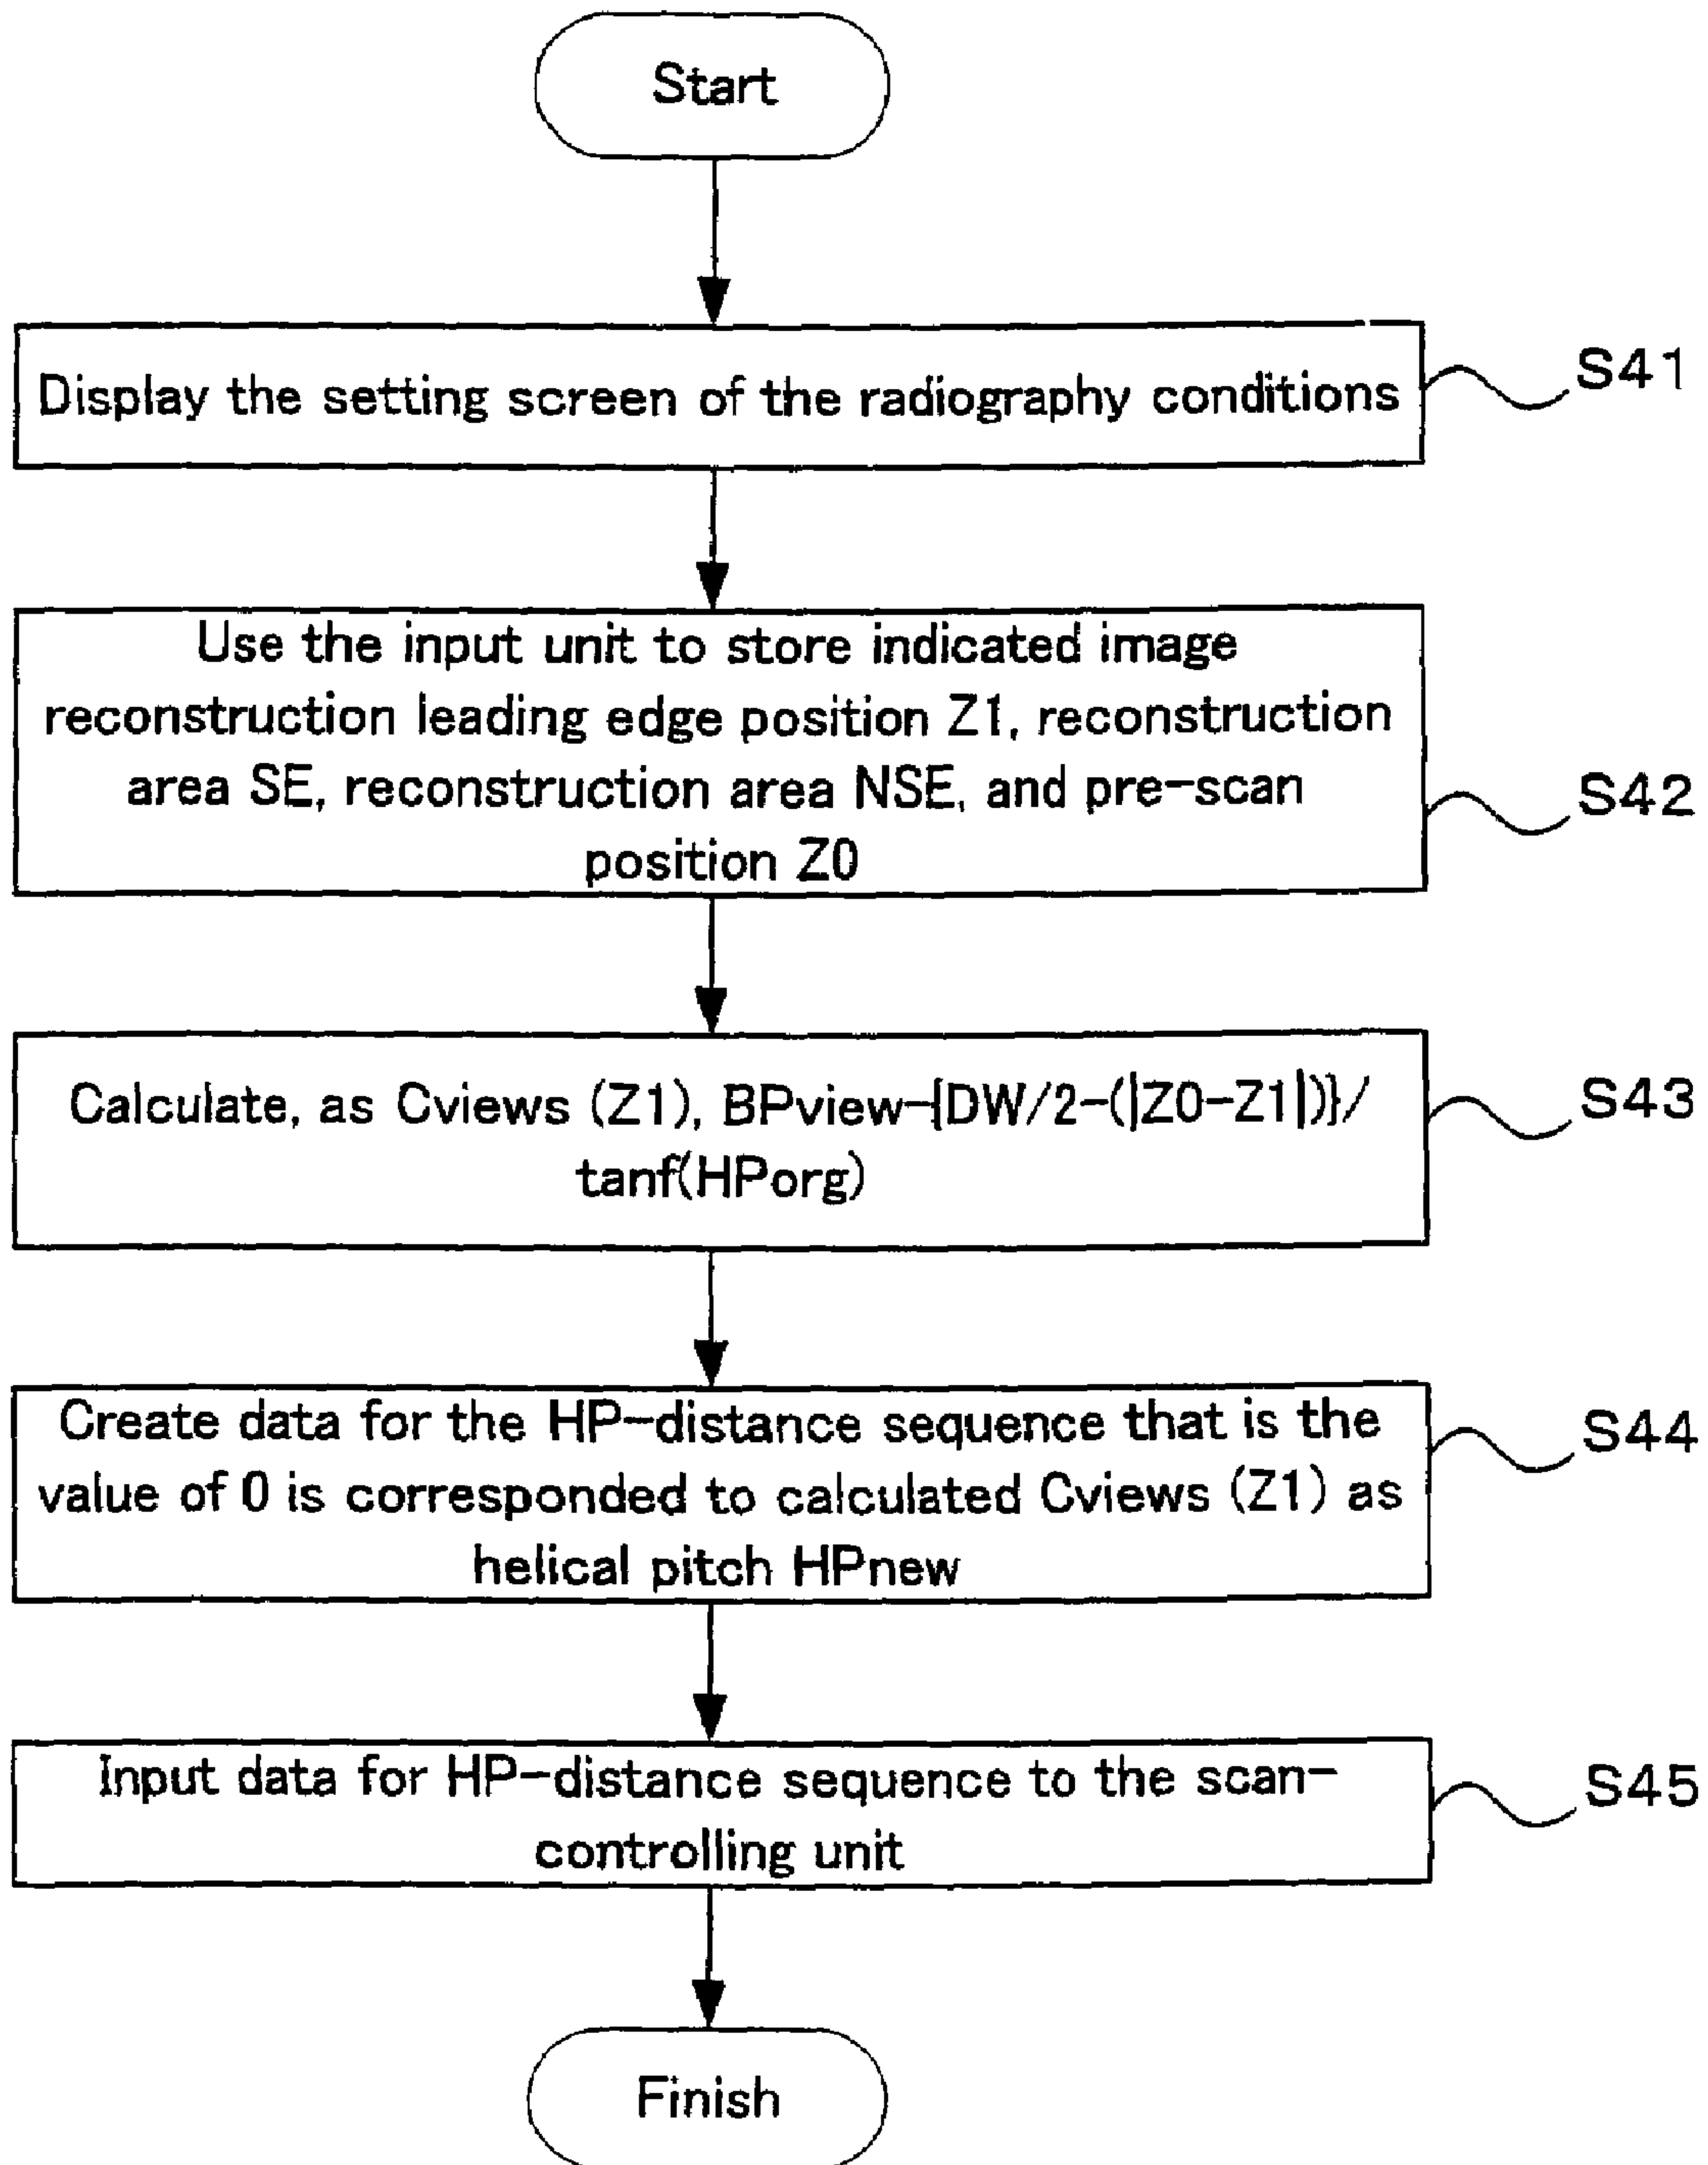 Start
Display the setting screen of the radiography conditions
S41
Use the input unit to store indicated image
reconstruction leading edge position Z1, reconstruction
area SE, reconstruction area NSE, and pre-scan
position Z0
S42
Calculate, as Cviews (Z1), BPview-{DW/2-(|Z0-Z1|)}/
tanf(HPorg)
S43
Create data for the HP-distance sequence that is the
value of 0 is corresponded to calculated Cviews (Z1) as
helical pitch HPnew
S44
Input data for HP-distance sequence to the scan-
controlling unit
S45
Finish